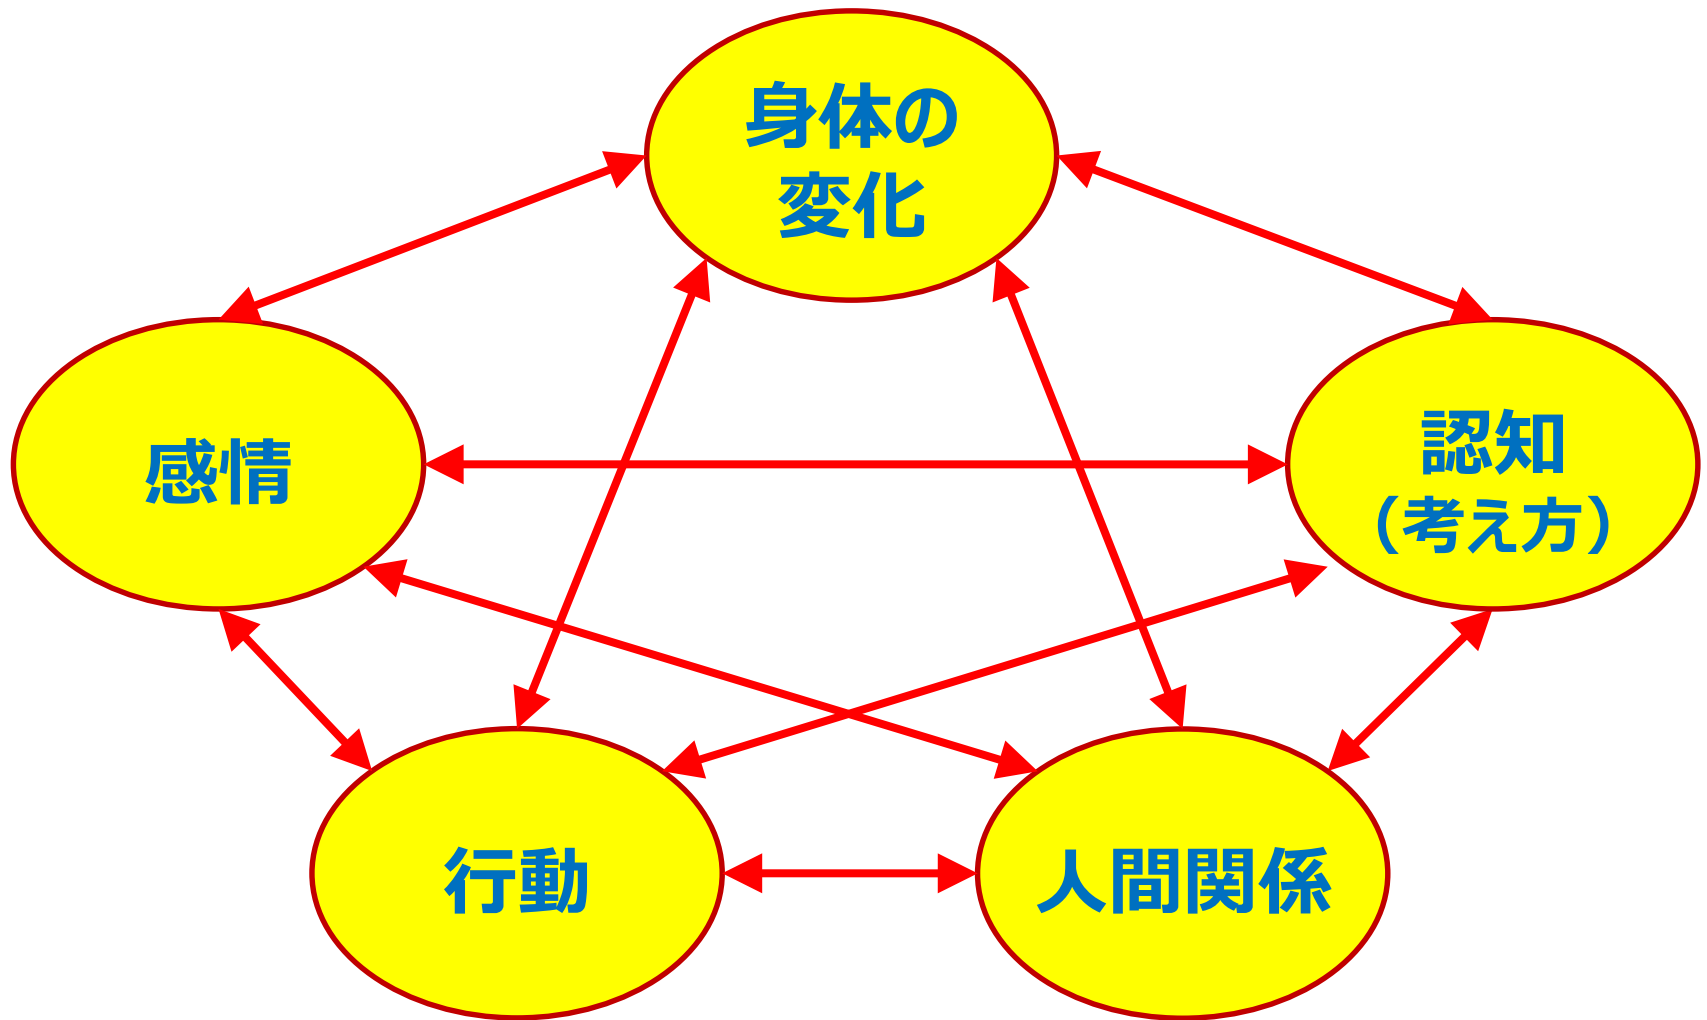 身体の
変化
感情
認知
（考え方）
行動
人間関係